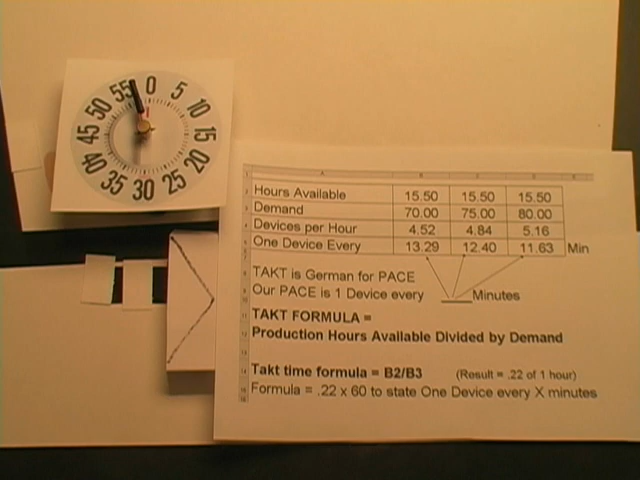 0
5
10
15
20
25
30
35
40
45
50
55
Hours Available 15.50 15.50 15.50
Demand 70.00 75.00 80.00
Devices per Hour 4.52 4.84 5.16
One Device Every 13.29 12.40 11.63 Min
TAKT is German for PACE
Our PACE is 1 Device every ____ Minutes
TAKT FORMULA =
Production Hours Available Divided by Demand
Takt time formula = B2/B3 (Result = .22 of 1 hour)
Formula = .22 x 60 to state One Device every X minutes